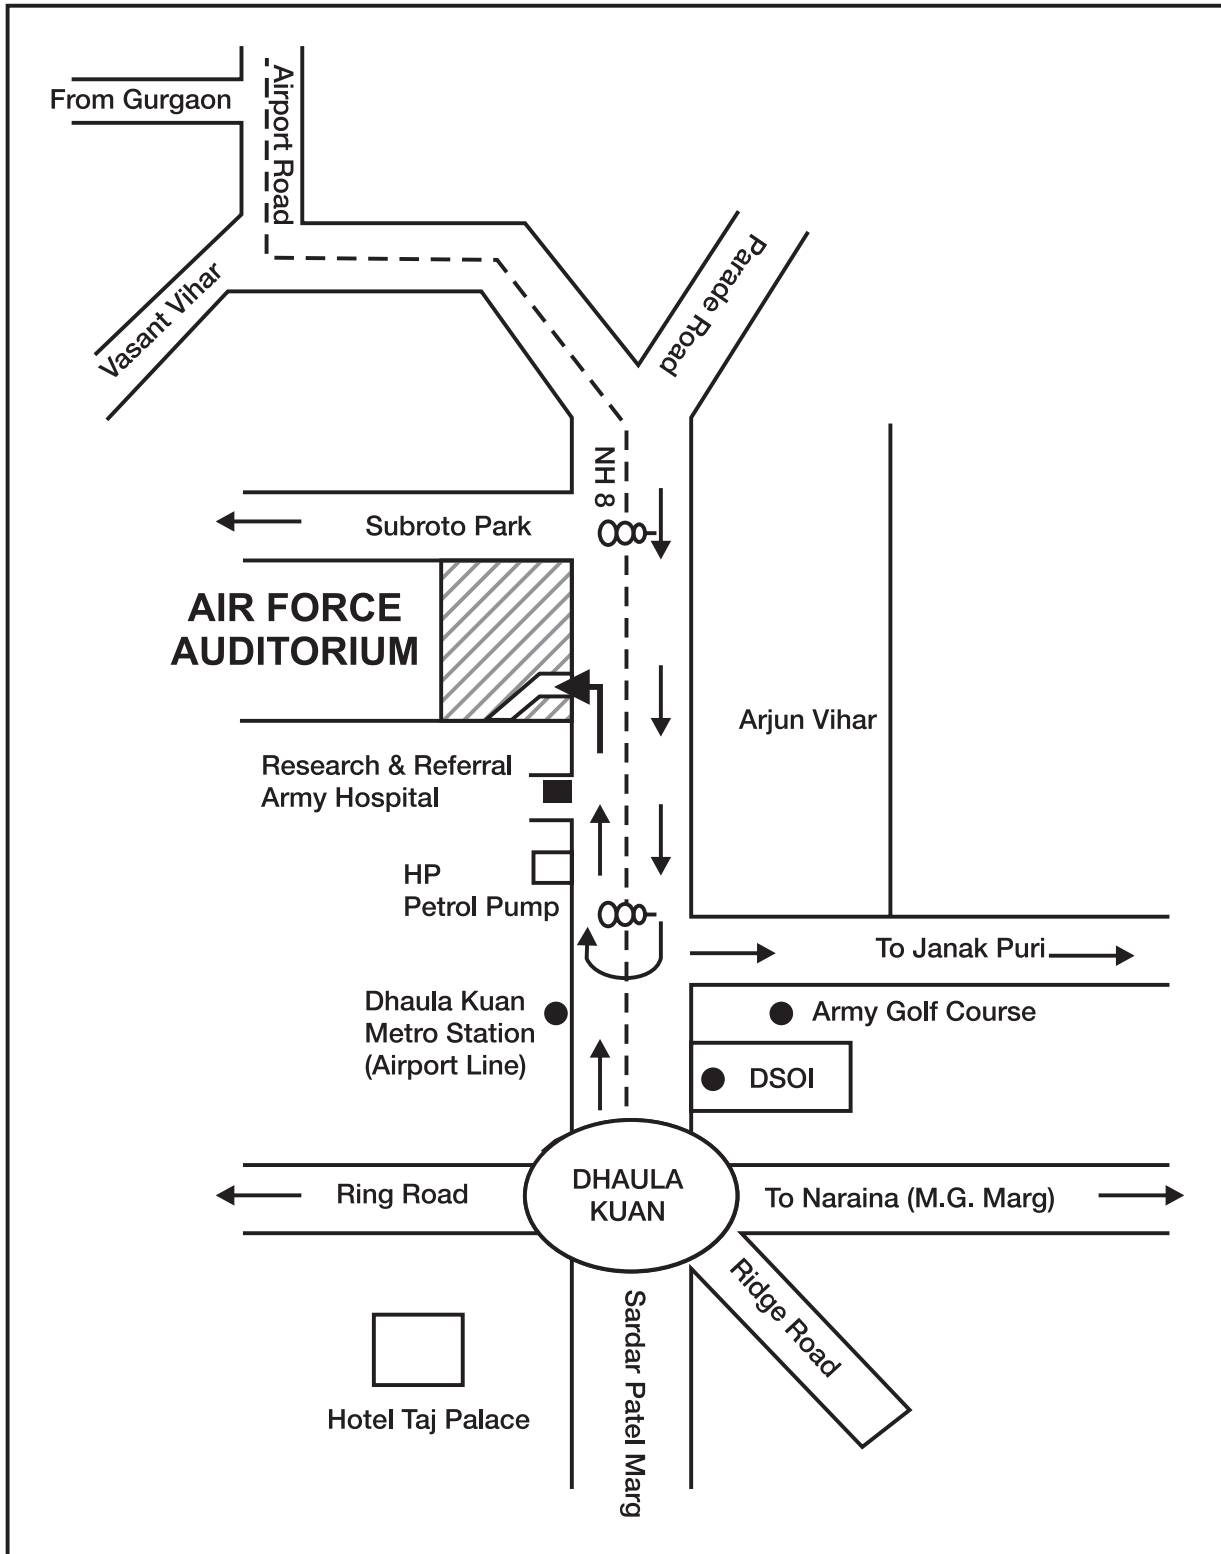 From Gurgaon
Airport Road
Vasant Vihar
Parade Road
NH 8
Subroto Park
AIR FORCE
AUDITORIUM
Arjun Vihar
Research & Referral
Army Hospital
HP
Petrol Pump
To Janak Puri
Dhaula Kuan
Metro Station
(Airport Line)
Army Golf Course
DSOI
DHAULA
KUAN
Ring Road
To Naraina (M.G. Marg)
Ridge Road
Sardar Patel Marg
Hotel Taj Palace